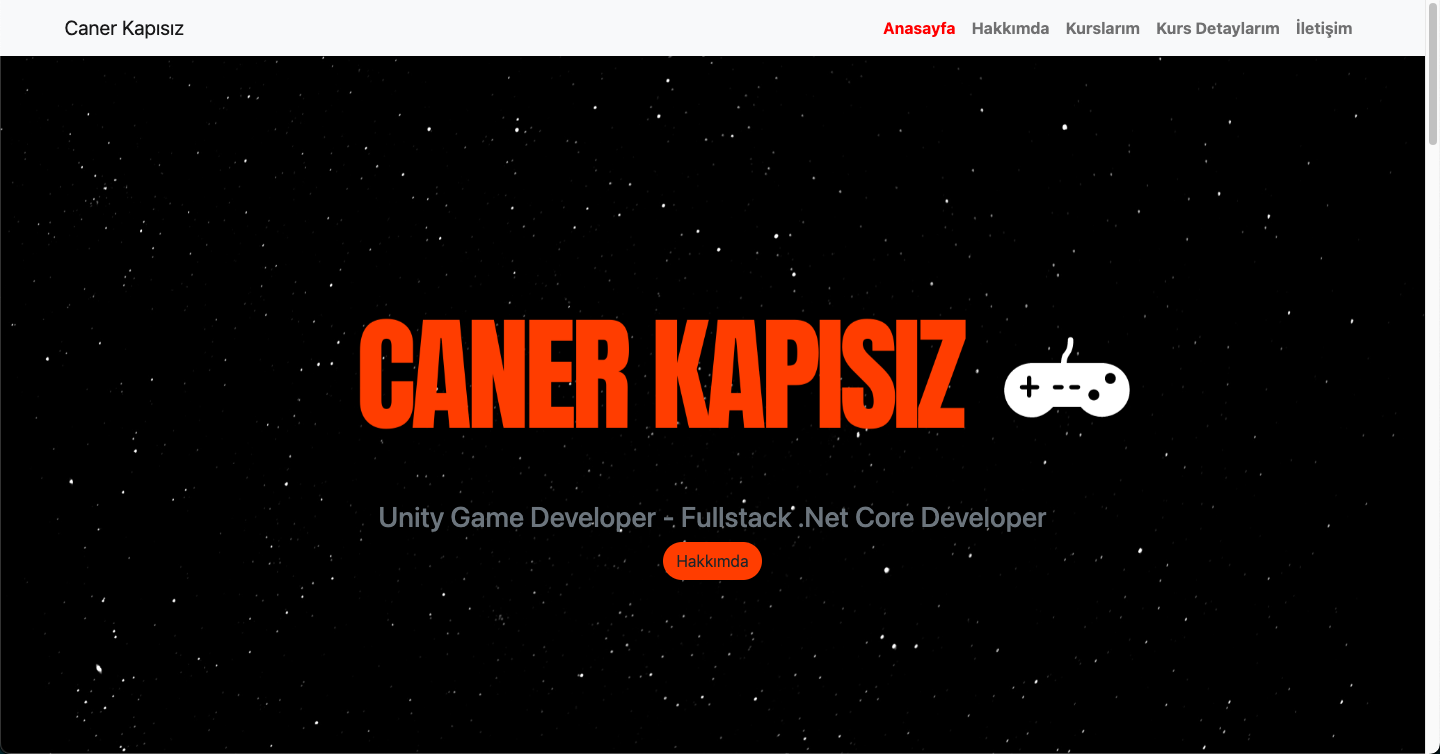 Caner Kapısız
Anasayfa Hakkımda Kurslarım Kurs Detaylarım İletişim
CANER KAPISIZ
Unity Game Developer - Fullstack .Net Core Developer
Hakkımda